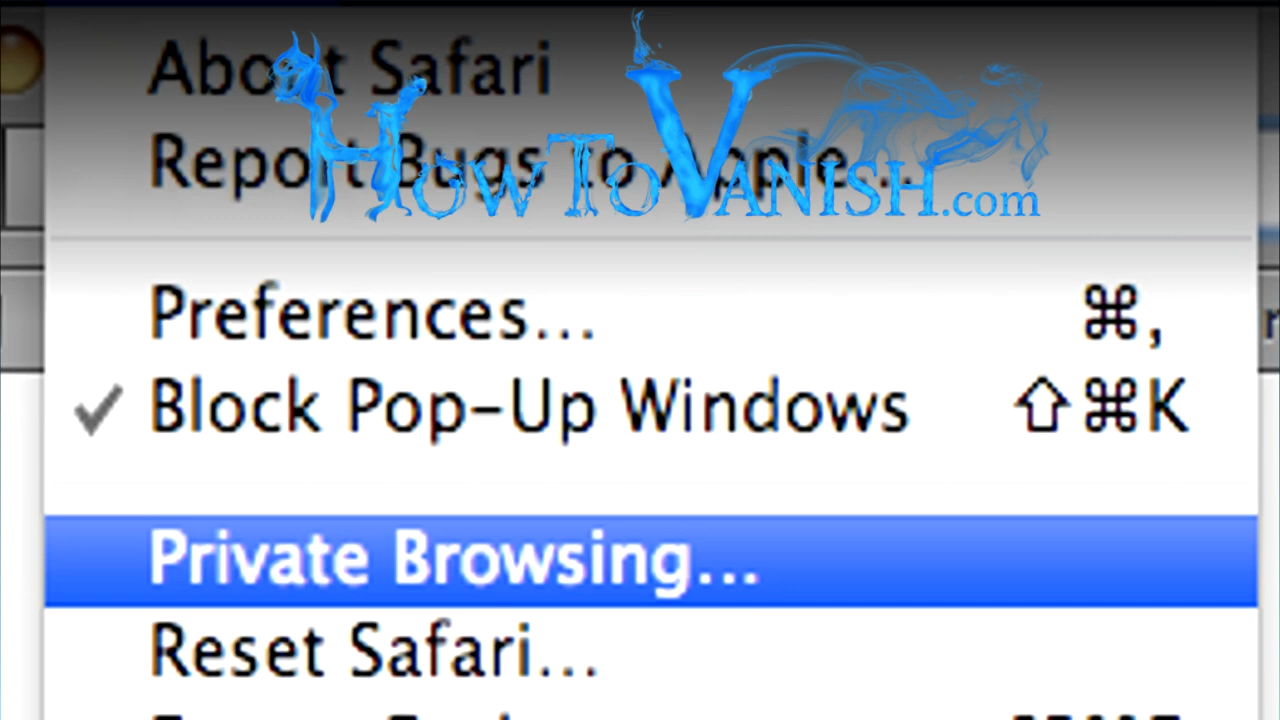 About Safari
HowToVanish.com
Report Bugs to Apple...
Preferences... ⌘,
✓ Block Pop-Up Windows ⇧⌘K
Private Browsing...
Reset Safari...